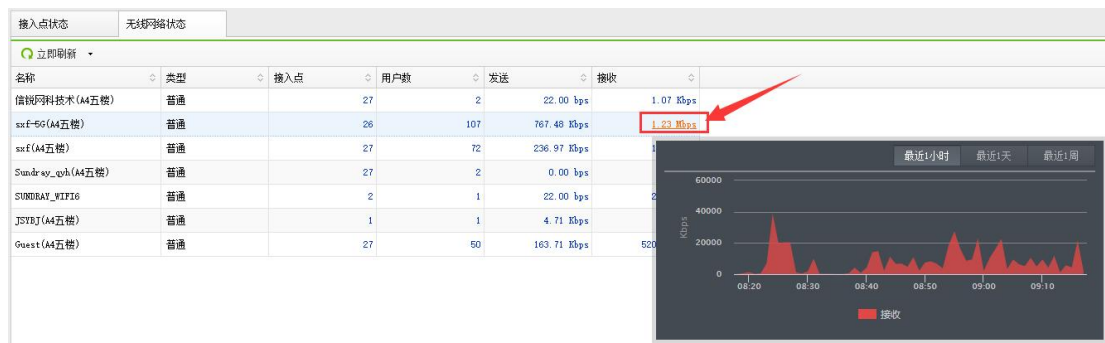 接入点状态 无线网络状态
立即刷新
名称 类型 接入点 用户数 发送 接收
信锐网科技术(A4五楼) 普通 27 2 22.00 bps 1.07 Kbps
sxf-5G(A4五楼) 普通 26 107 767.48 Kbps 1.23 Mbps
sxf(A4五楼) 普通 27 72 236.97 Kbps 1
Sundray_qyh(A4五楼) 普通 27 2 0.00 bps
SUNDRAY_WIFI6 普通 2 1 22.00 bps 2
JSYBJ(A4五楼) 普通 1 1 4.71 Kbps
Guest(A4五楼) 普通 27 50 163.71 Kbps 520
最近1小时 最近1天 最近1周
60000
40000
Kbps
20000
0
08:20 08:30 08:40 08:50 09:00 09:10
接收